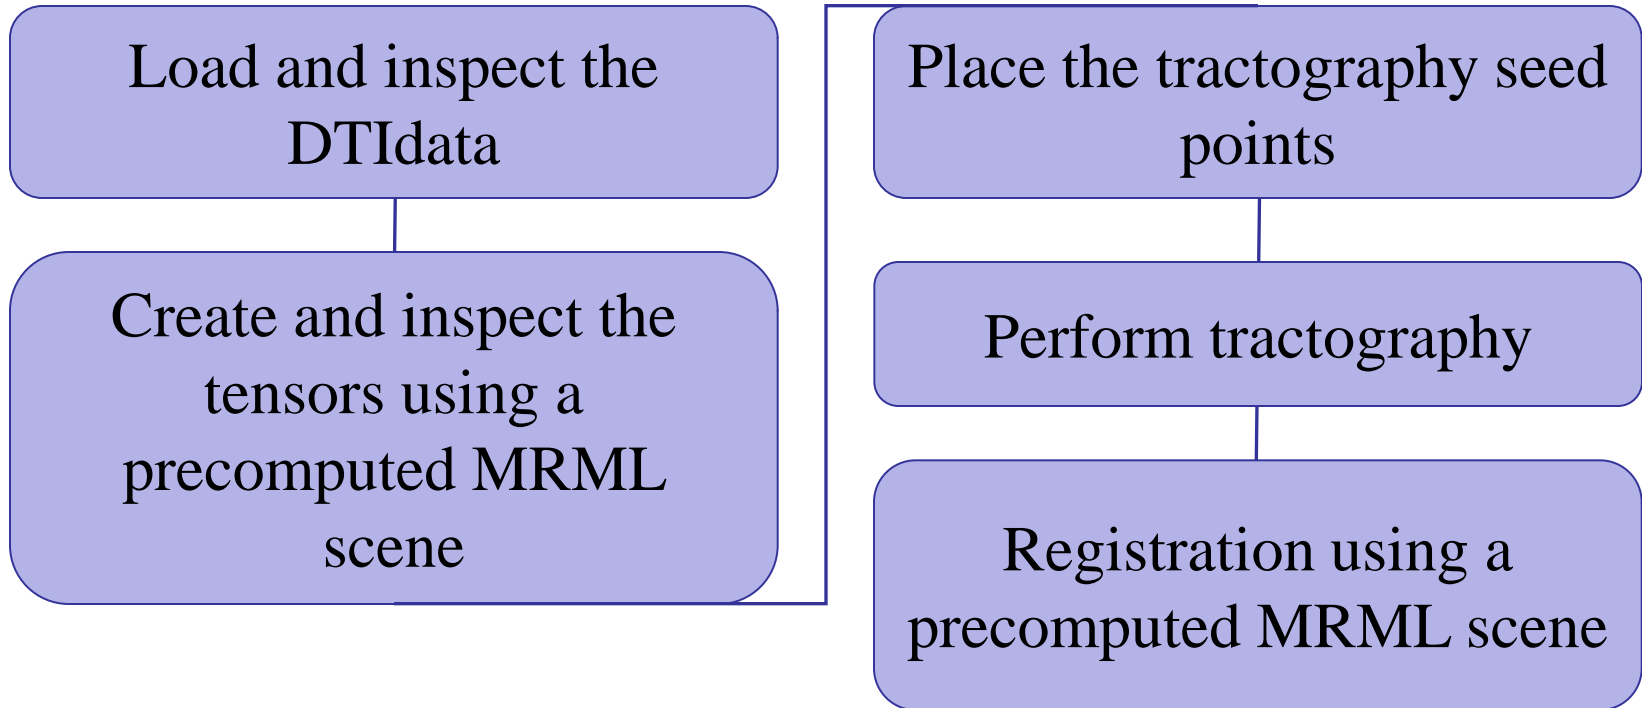 Load and inspect the
DTIdata
Create and inspect the
tensors using a
precomputed MRML
scene
Place the tractography seed
points
Perform tractography
Registration using a
precomputed MRML scene